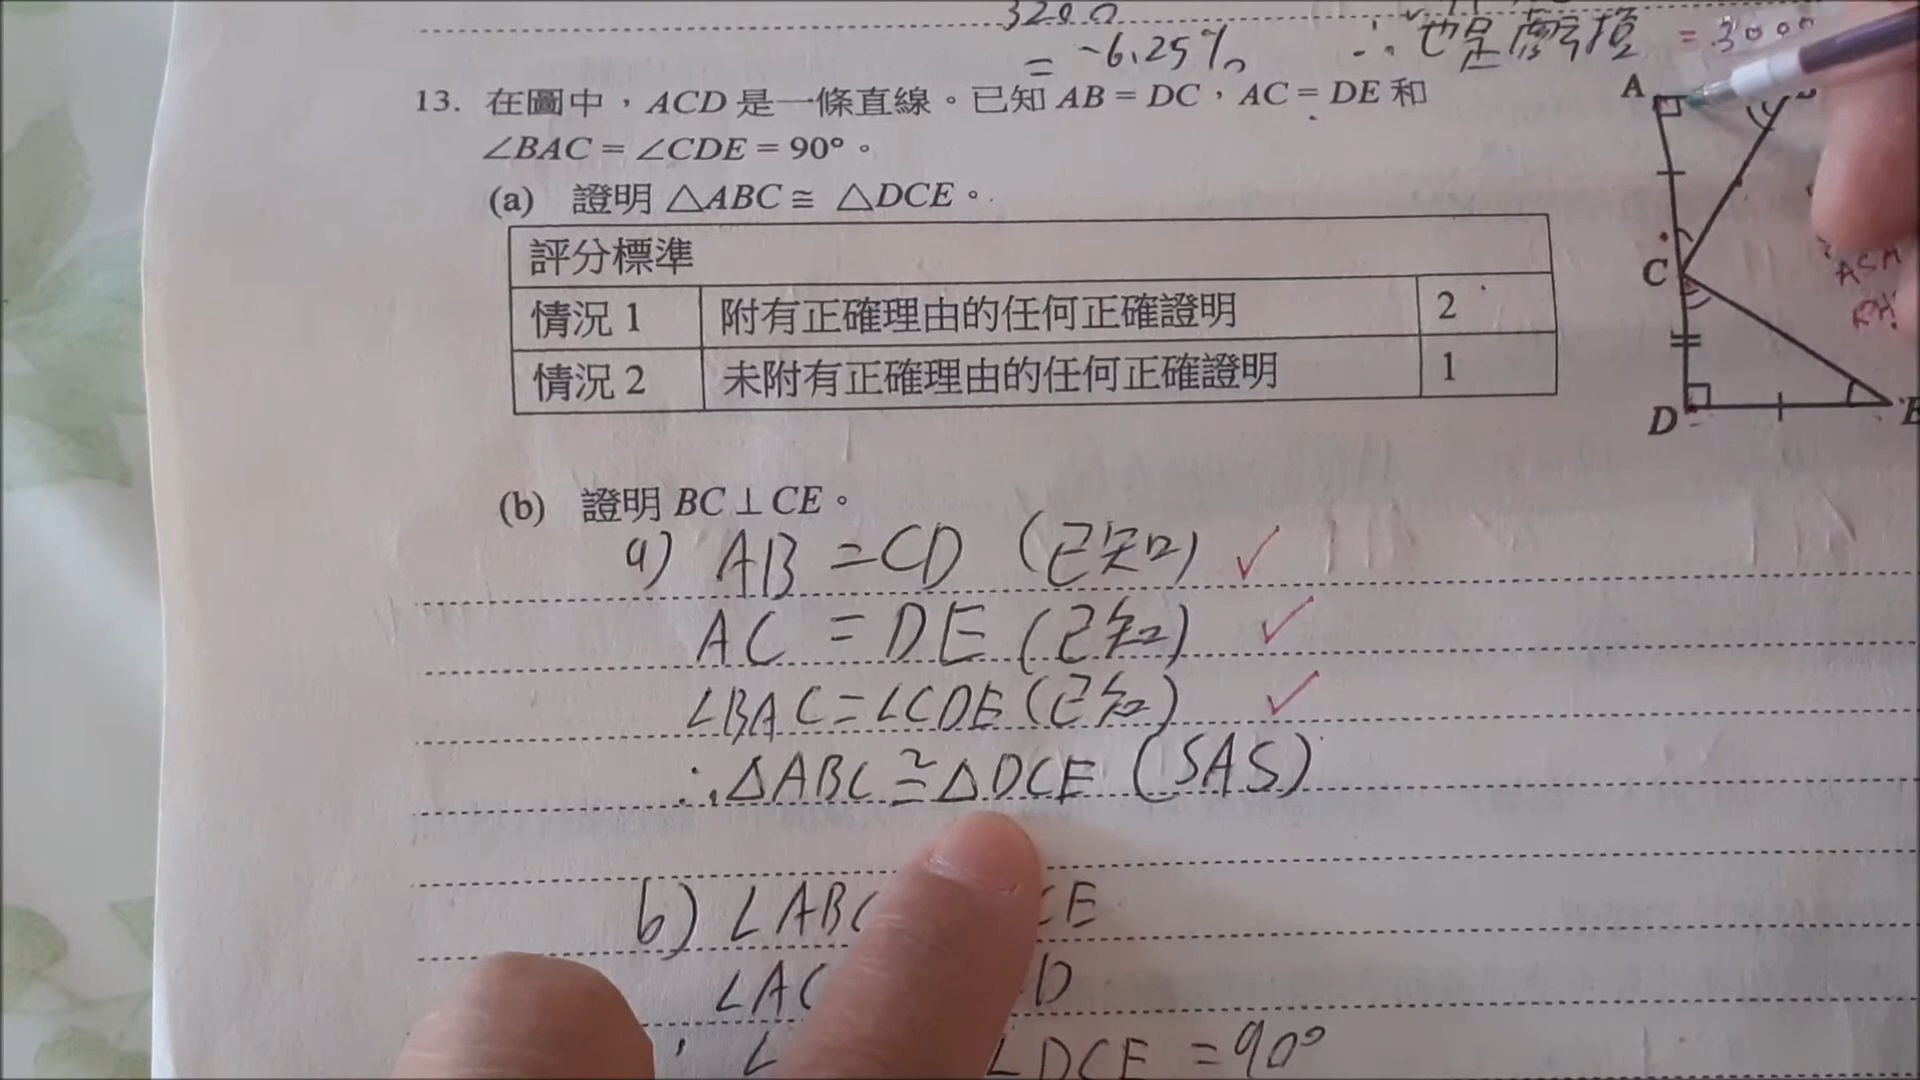 3200
= -6.25%
∴ 也是
= 3000
13. 在圖中，ACD 是一條直線。已知 AB = DC，AC = DE 和
∠BAC = ∠CDE = 90°。
(a) 證明 △ABC ≅ △DCE。
評分標準
情況 1 附有正確理由的任何正確證明 2
情況 2 未附有正確理由的任何正確證明 1
A
C
D
E
ASA
(b) 證明 BC ⊥ CE。
a) AB = CD (已知) ✓
AC = DE (已知) ✓
∠BAC = ∠CDE (已知) ✓
∴ △ABC ≅ △DCE (SAS)
b) ∠ABC CE
∠AC D
∠ ∠DCE = 90°